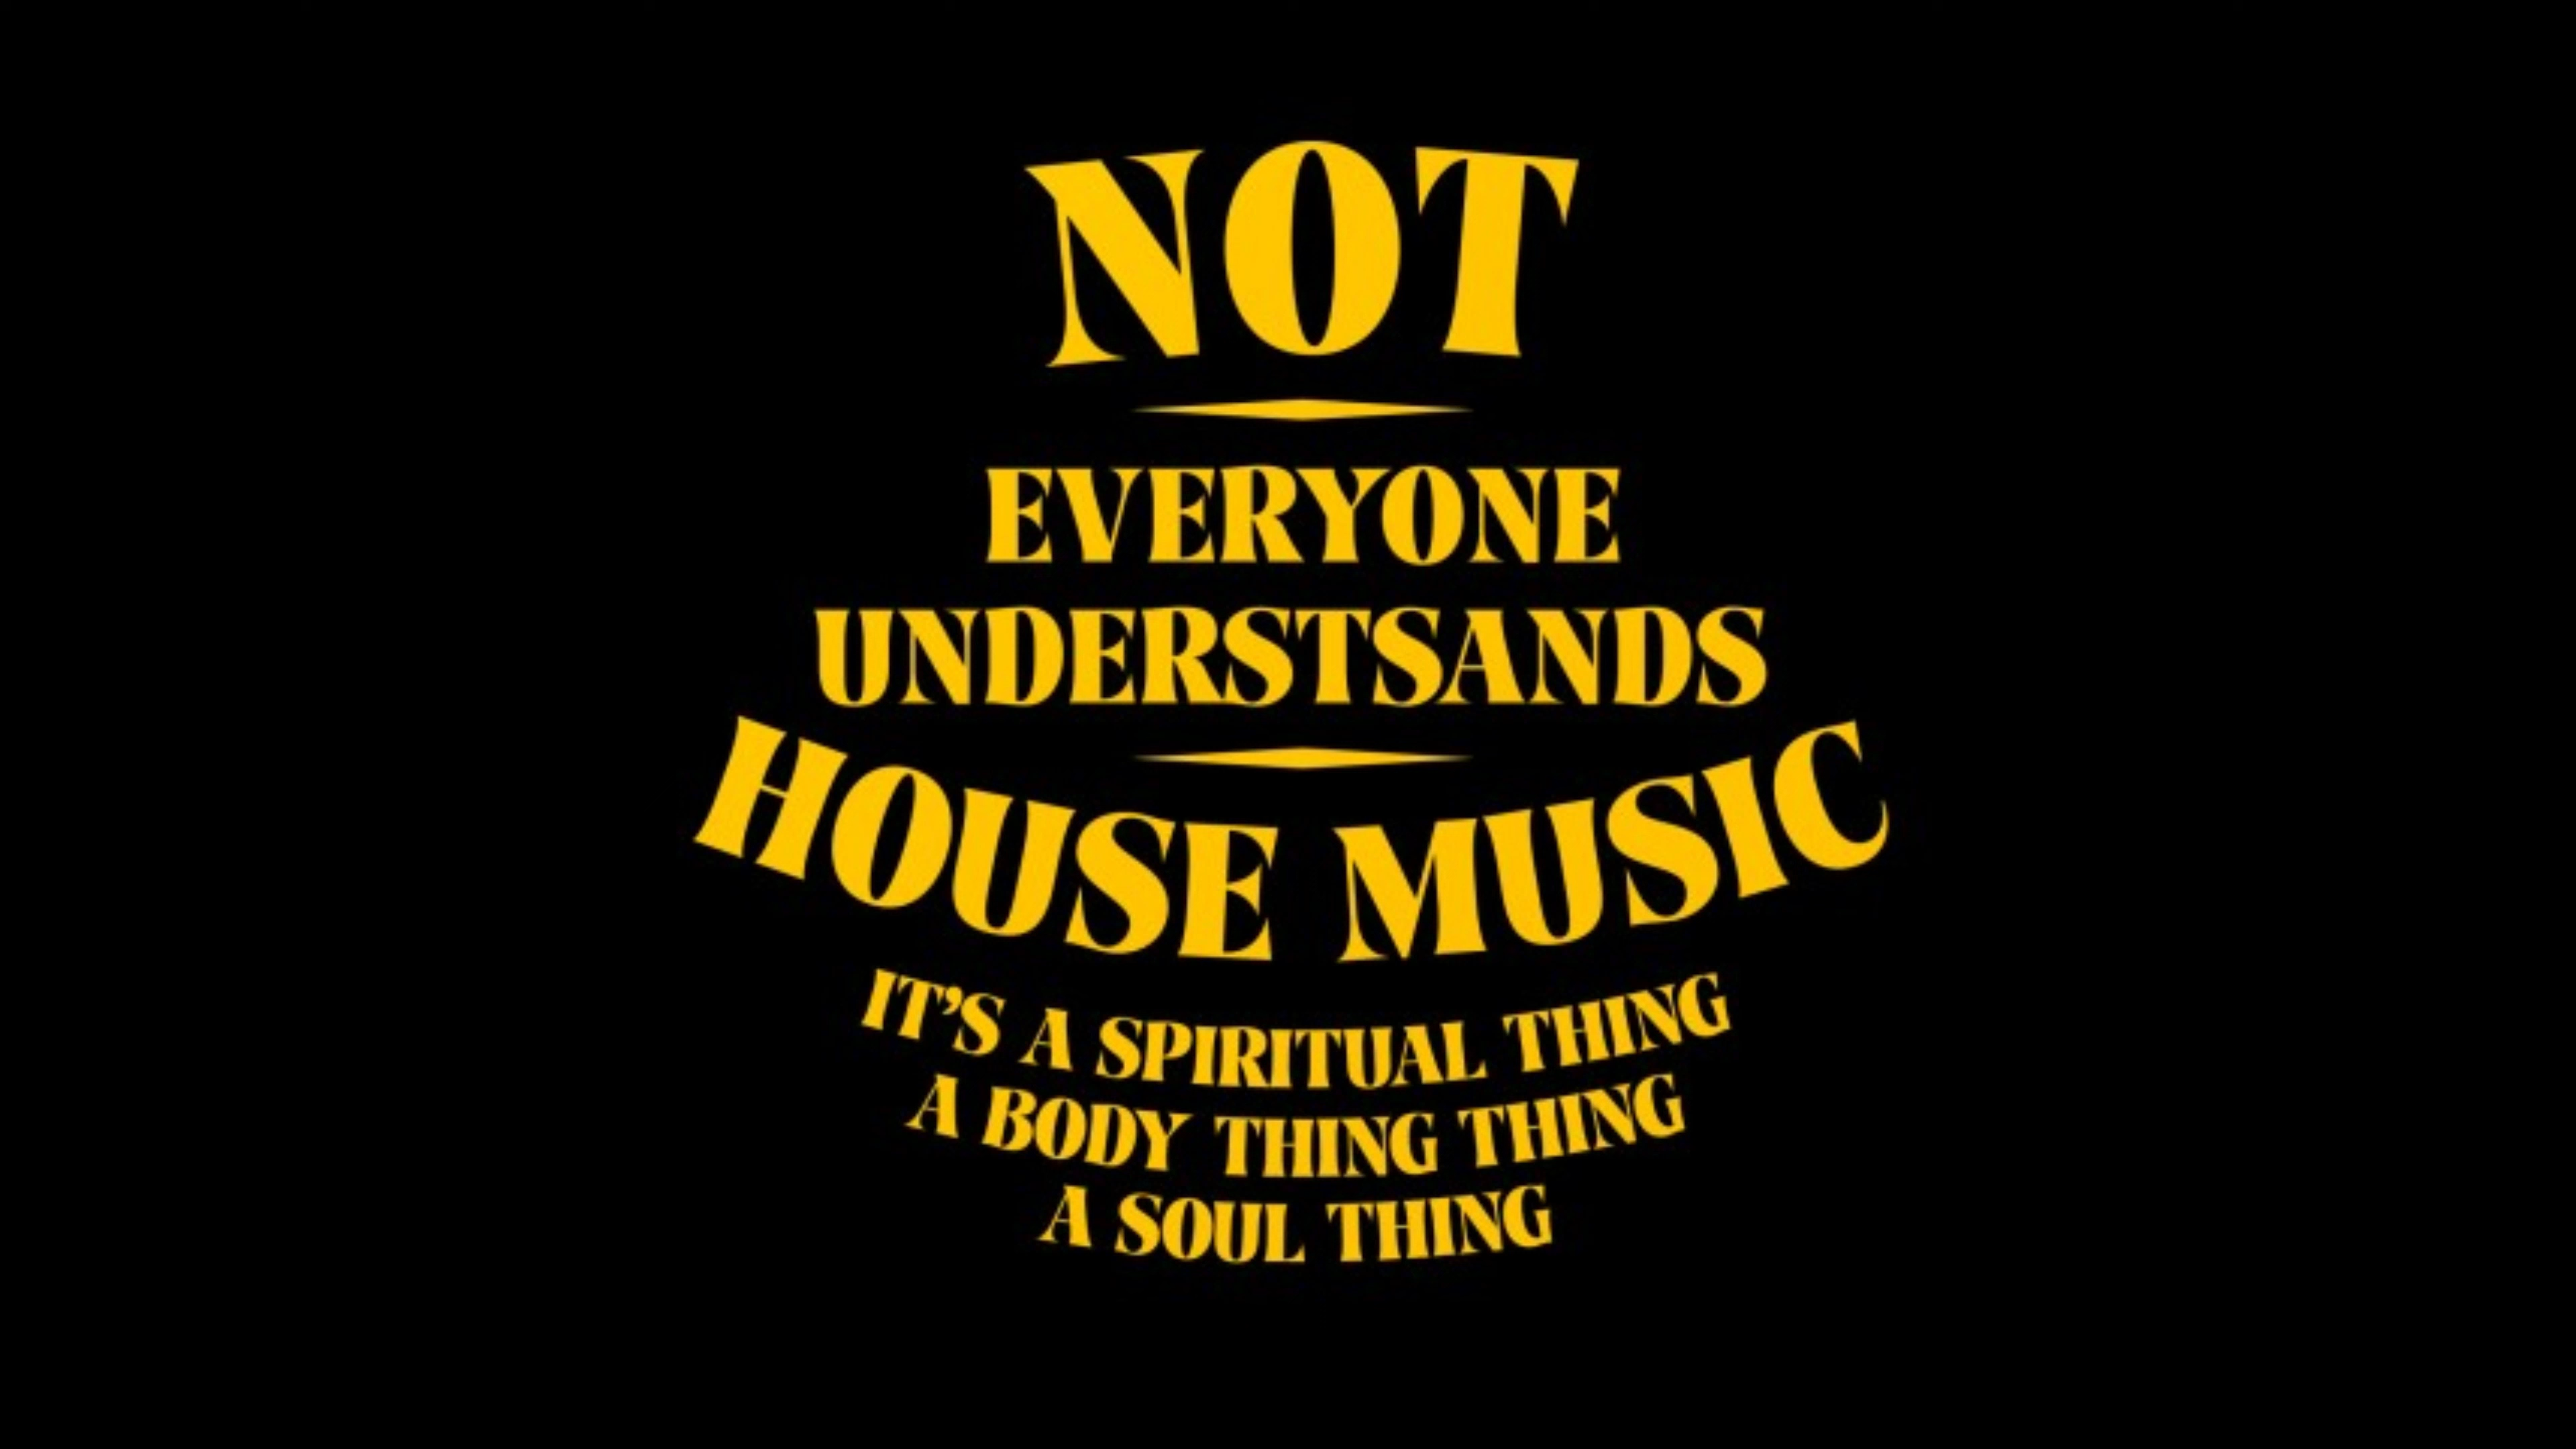 NOT
EVERYONE
UNDERSTSANDS
HOUSE MUSIC
IT'S A SPIRITUAL THING
A BODY THING THING
A SOUL THING